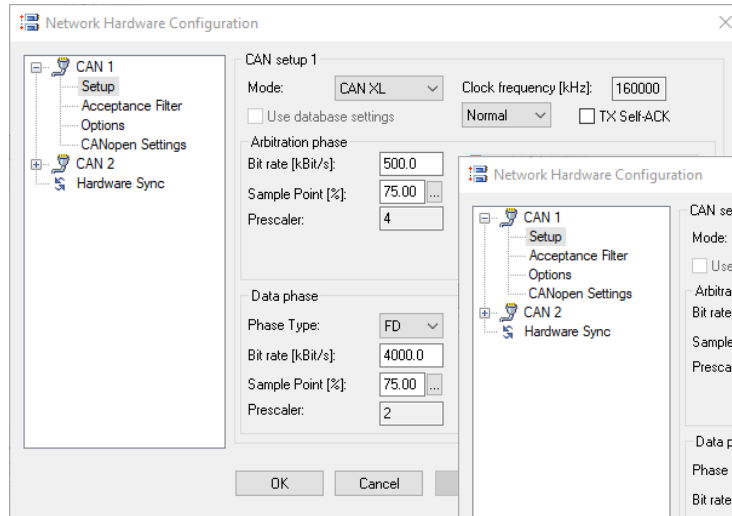 Network Hardware Configuration
CAN 1
Setup
Acceptance Filter
Options
CANopen Settings
CAN 2
Hardware Sync
CAN setup 1
Mode: CAN XL Clock frequency [kHz]: 160000
Use database settings Normal TX Self-ACK
Arbitration phase
Bit rate [kBit/s]: 500.0
Sample Point [%]: 75.00 ...
Prescaler: 4
Data phase
Phase Type: FD
Bit rate [kBit/s]: 4000.0
Sample Point [%]: 75.00 ...
Prescaler: 2
OK Cancel
Network Hardware Configuration
CAN 1
Setup
Acceptance Filter
Options
CANopen Settings
CAN 2
Hardware Sync
CAN se
Mode:
Use
Arbitra
Bit rate
Sample
Presca
Data p
Phase
Bit rate